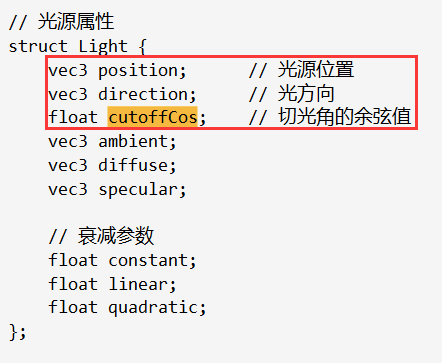 // 光源属性
struct Light {
    vec3 position;      // 光源位置
    vec3 direction;     // 光方向
    float cutoffCos;    // 切光角的余弦值
    vec3 ambient;
    vec3 diffuse;
    vec3 specular;

    // 衰减参数
    float constant;
    float linear;
    float quadratic;
};